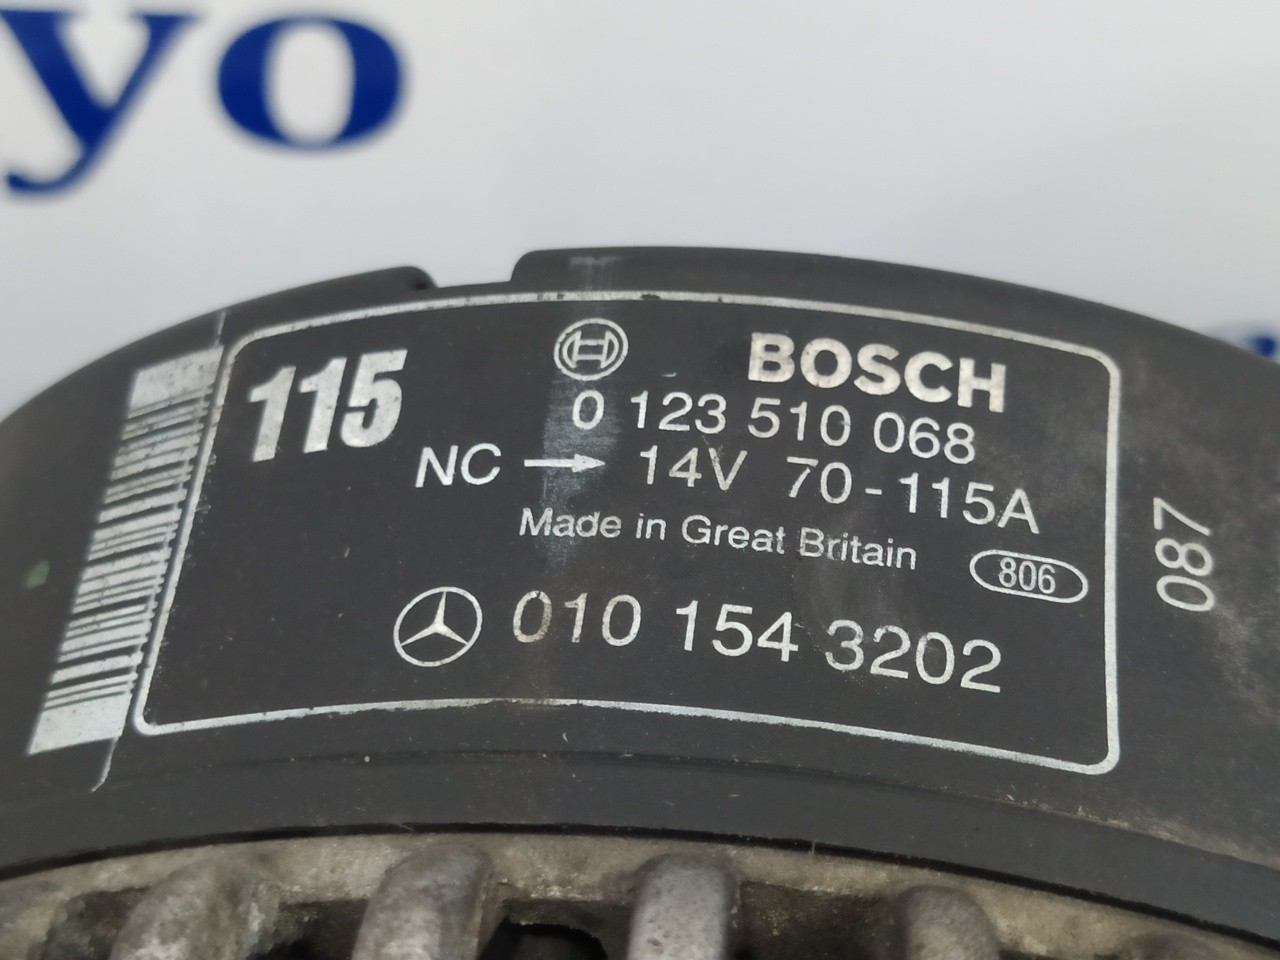 yo
115
BOSCH
0 123 510 068
NC → 14V 70-115A
Made in Great Britain
806
010 154 3202
087